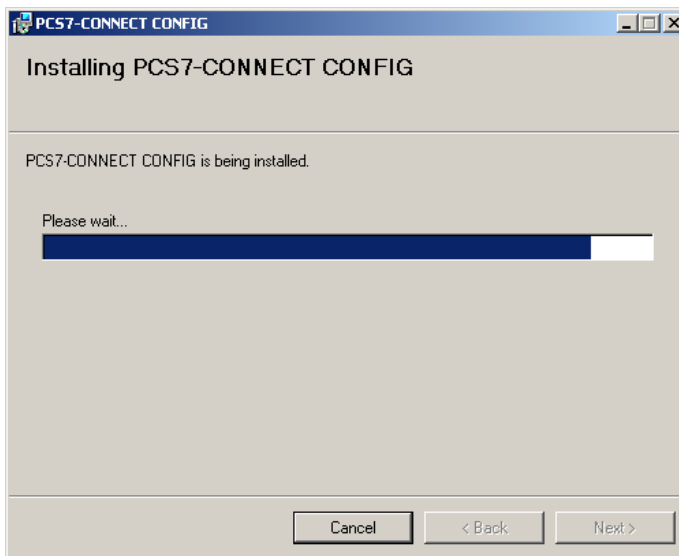 PCS7-CONNECT CONFIG
Installing PCS7-CONNECT CONFIG
PCS7-CONNECT CONFIG is being installed.
Please wait...
Cancel
< Back
Next >